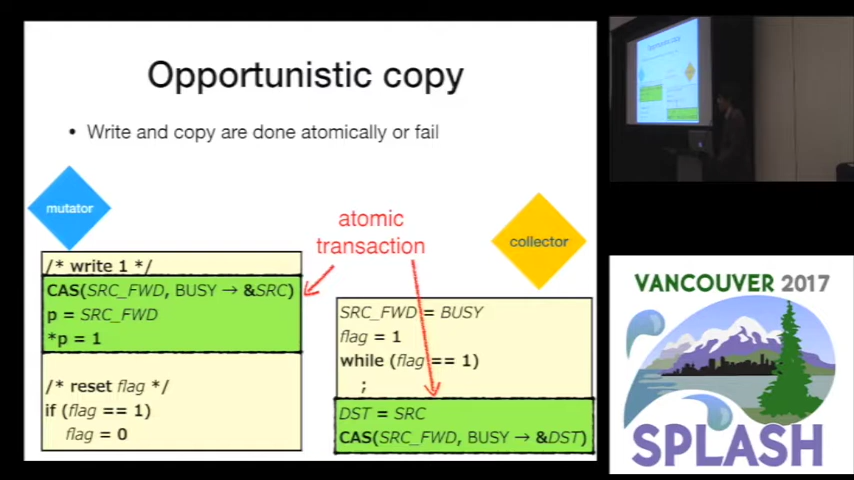 Opportunistic copy
• Write and copy are done atomically or fail
mutator
atomic
transaction
collector
/* write 1 */
CAS(SRC_FWD, BUSY → &SRC)
p = SRC_FWD
*p = 1
/* reset flag */
if (flag == 1)
flag = 0
SRC_FWD = BUSY
flag = 1
while (flag == 1)
;
DST = SRC
CAS(SRC_FWD, BUSY → &DST)
VANCOUVER 2017
SPLASH